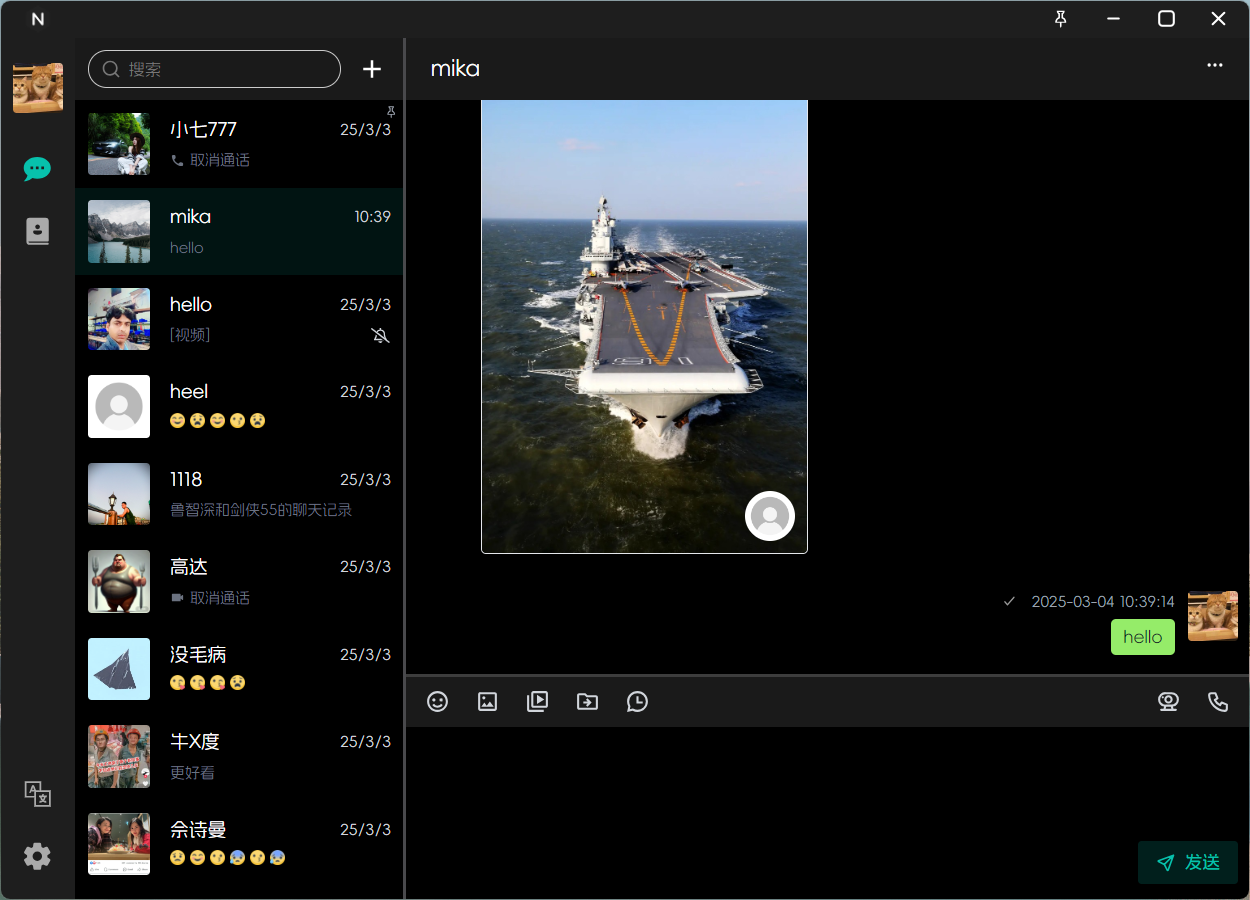 N
搜索
小七777
25/3/3
取消通话
mika
10:39
hello
hello
25/3/3
[视频]
heel
25/3/3
😊😫😊😗😫
1118
25/3/3
鲁智深和剑侠55的聊天记录
高达
25/3/3
取消通话
没毛病
25/3/3
😘😘😘😫
牛X度
25/3/3
更好看
佘诗曼
25/3/3
mika
2025-03-04 10:39:14
hello
发送